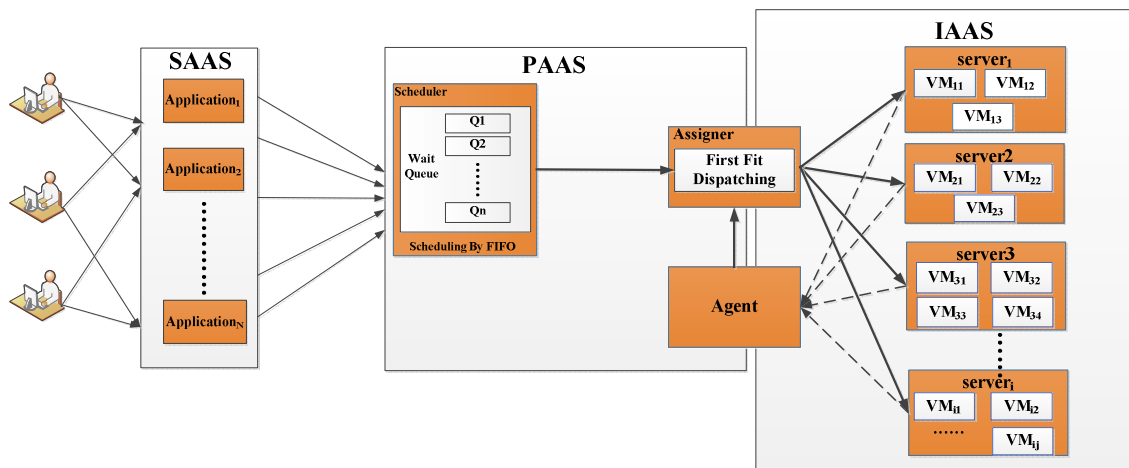 SAAS
Application1
Application2
ApplicationN
PAAS
Scheduler
Wait
Queue
Q1
Q2
Qn
Scheduling By FIFO
Assigner
First Fit
Dispatching
Agent
IAAS
server1
VM11
VM12
VM13
server2
VM21
VM22
VM23
server3
VM31
VM32
VM33
VM34
serveri
VMi1
VMi2
......
VMij